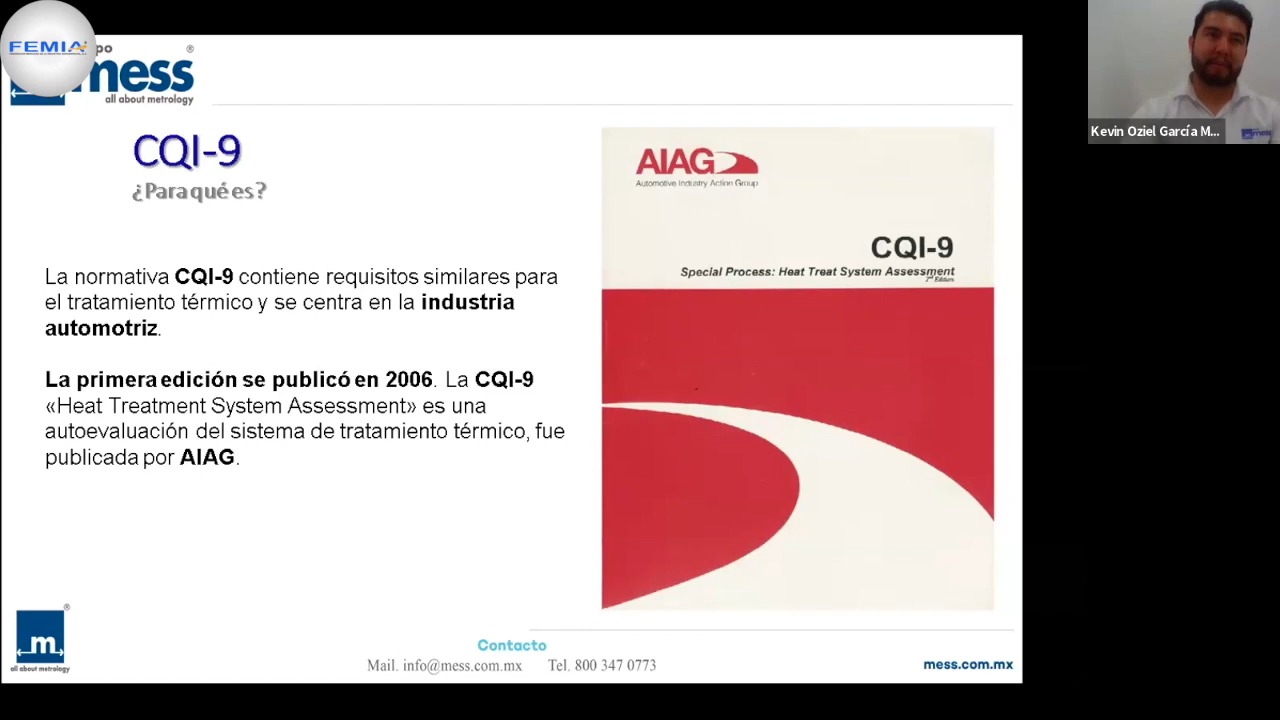 FEMIA
po
mess
®
all about metrology
CQI-9
¿Para qué es?
La normativa CQI-9 contiene requisitos similares para
el tratamiento térmico y se centra en la industria
automotriz.
La primera edición se publicó en 2006. La CQI-9
«Heat Treatment System Assessment» es una
autoevaluación del sistema de tratamiento térmico, fue
publicada por AIAG.
AIAG
Automotive Industry Action Group
CQI-9
Special Process: Heat Treat System Assessment
Edition
Kevin Oziel García M...
mess
m
®
all about metrology
Contacto
Mail. info@mess.com.mx Tel. 800 347 0773
mess.com.mx